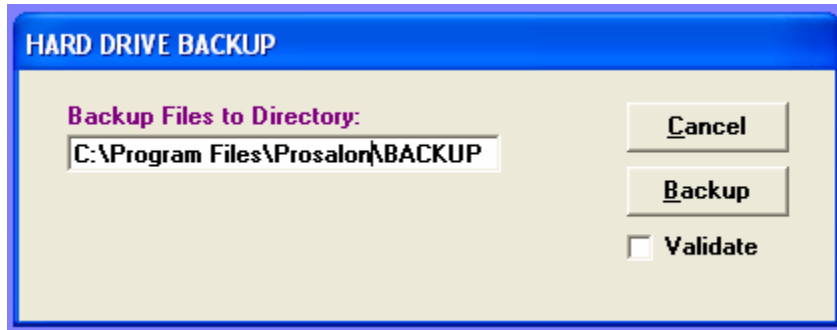 HARD DRIVE BACKUP
Backup Files to Directory:
C:\Program Files\Prosalon\BACKUP
Cancel
Backup
Validate